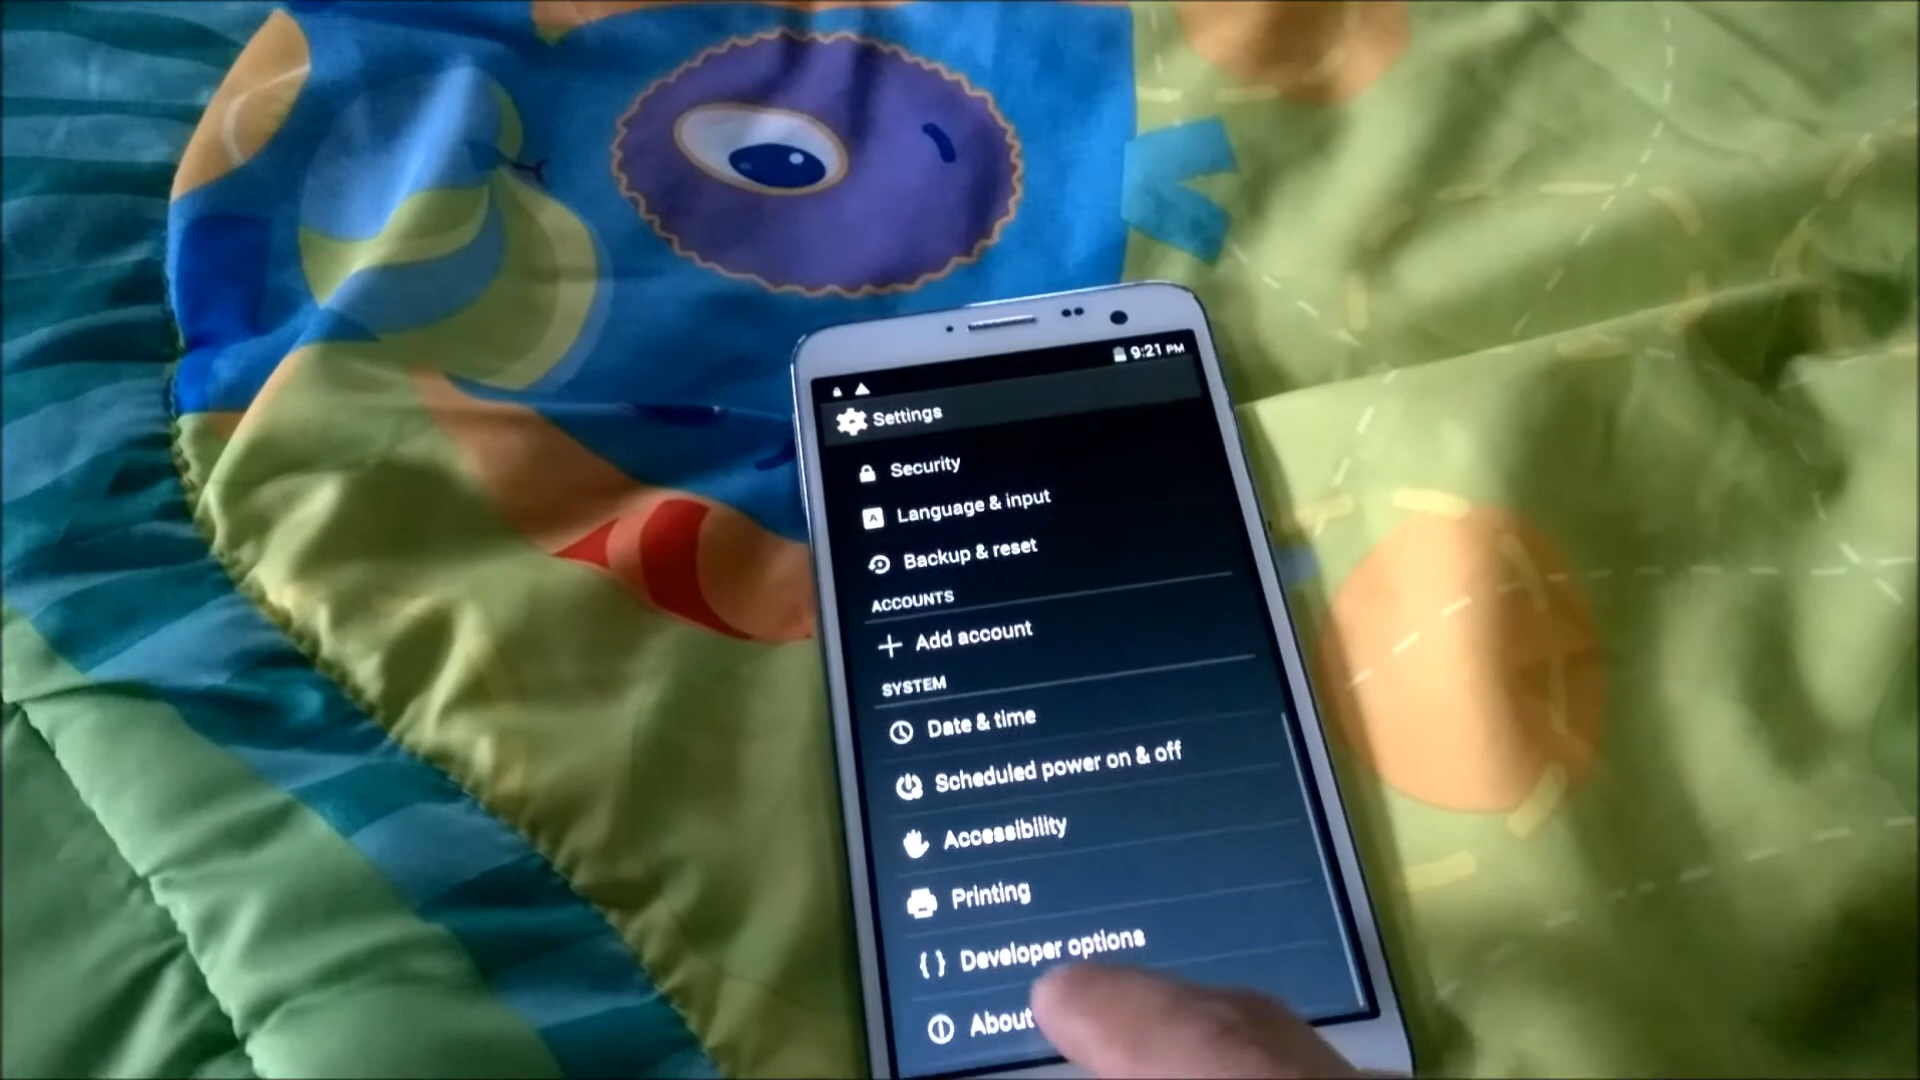 9:21 PM
Settings
Security
A Language & input
Backup & reset
ACCOUNTS
Add account
SYSTEM
Date & time
Scheduled power on & off
Accessibility
Printing
{ } Developer options
About